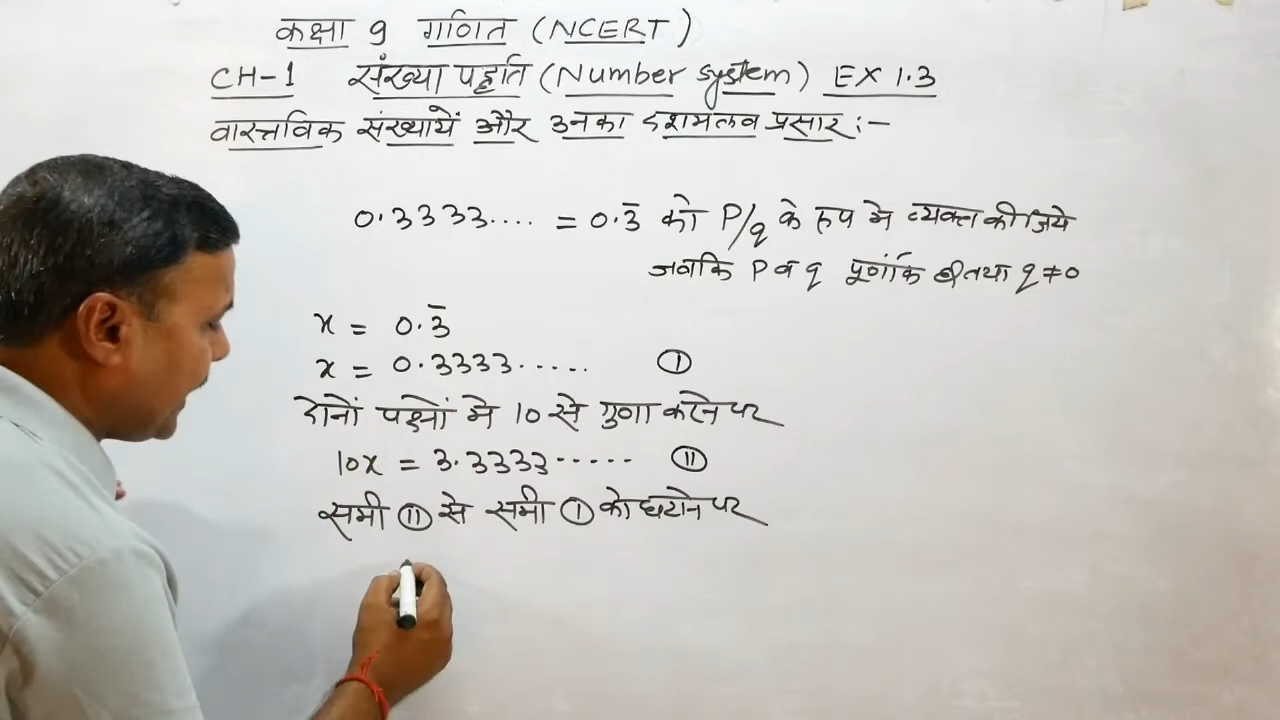 कक्षा 9 गणित (NCERT)
CH-1 संख्या पद्दति (Number system) EX 1.3
वास्तविक संख्यायें और उनका दशमलव प्रसार :-
0.3333.... = 0.3̄ को P/q के रूप मे व्यक्त कीजिये
जबकि P व q पूर्णांक है तथा q ≠ 0
x = 0.3̄
x = 0.3333..... ①
दोनों पक्षों मे 10 से गुणा करने पर
10x = 3.3333..... ⑪
समी ⑪ से समी ① को घटाने पर